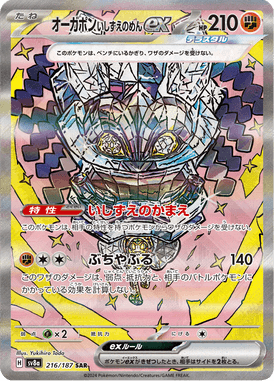 たね
オーガポンいしずえのめんex
HP210
テラスタル
このポケモンは、ベンチにいるかぎり、ワザのダメージを受けない。
特性 いしずえのかまえ
このポケモンは、相手の特性を持つポケモンからワザのダメージを受けない。
ぶちやぶる 140
このワザのダメージは、弱点・抵抗力と、相手のバトルポケモンにかかっている効果を計算しない。
弱点 ×2 抵抗力 にげる
Illus. Yukihiro Tada
H sv8a 216/187 SAR
exルール
ポケモンexがきぜつしたとき、相手はサイドを2枚とる。
©2024 Pokémon/Nintendo/Creatures/GAME FREAK.